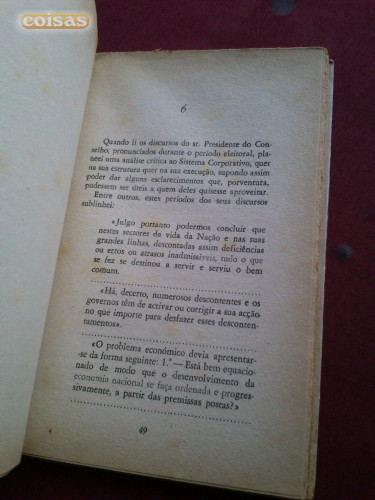 coisas
6
Quando li os discursos do sr. Presidente do Con-
selho, pronunciados durante o período eleitoral, pla-
neei uma análise crítica ao Sistema Corporativo, quer
na sua estrutura quer na sua execução, supondo assim
poder dar alguns esclarecimentos que, porventura,
pudessem ser úteis a quem deles quisesse aproveitar.
Entre outros, estes períodos dos seus discursos
sublinhei:
«Julgo portanto podermos concluir que
nestes sectores da vida da Nação e nas suas
grandes linhas, descontadas assim deficiências
ou erros ou atrasos inadmissíveis, tudo o que
se fez se destinou a servir e serviu o bem
comum.
«Há, decerto, numerosos descontentes e os
governos têm de activar ou corrigir a sua acção
no que importe para desfazer estes desconten-
tamentos».
«O problema económico devia apresentar-
-se da forma seguinte: 1.º — Está bem equacio-
nado de modo que o desenvolvimento da
economia nacional se faça ordenada e progres-
sivamente, a partir das premissas postas?»
49